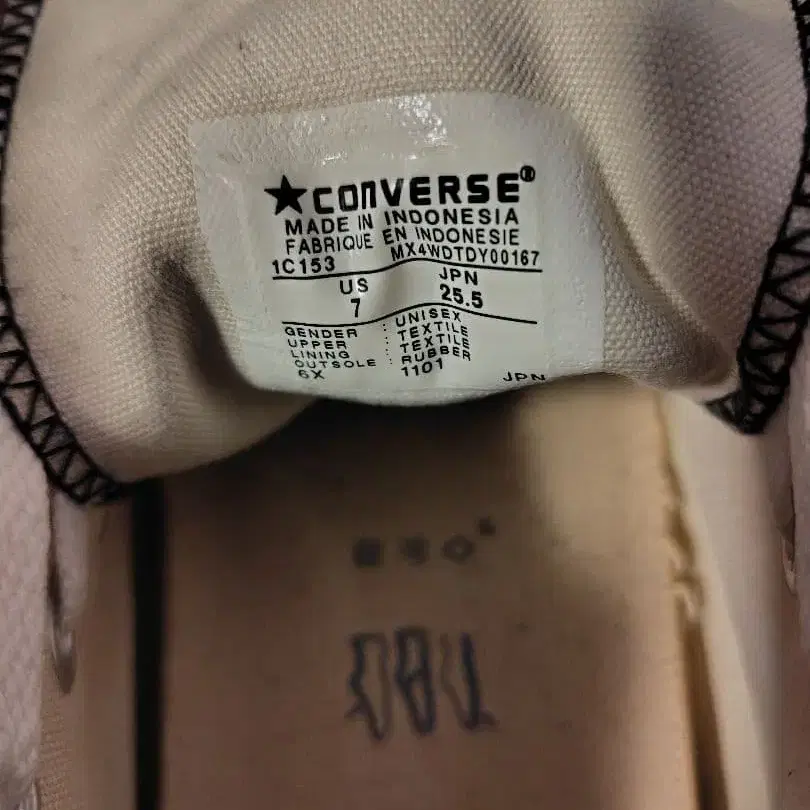 ★CONVERSE®
MADE IN INDONESIA
FABRIQUE EN INDONESIE
1C153 MX4WDTDY00167
US JPN
7 25.5
GENDER : UNISEX
UPPER : TEXTILE
LINING : TEXTILE
OUTSOLE : RUBBER
6X 1101 JPN